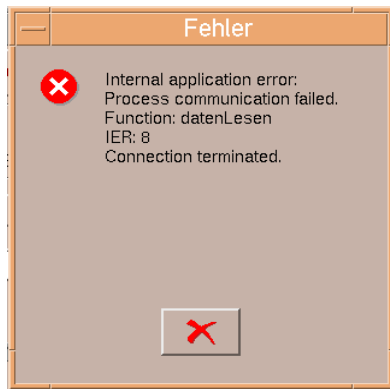 Fehler
Internal application error:
Process communication failed.
Function: datenLesen
IER: 8
Connection terminated.